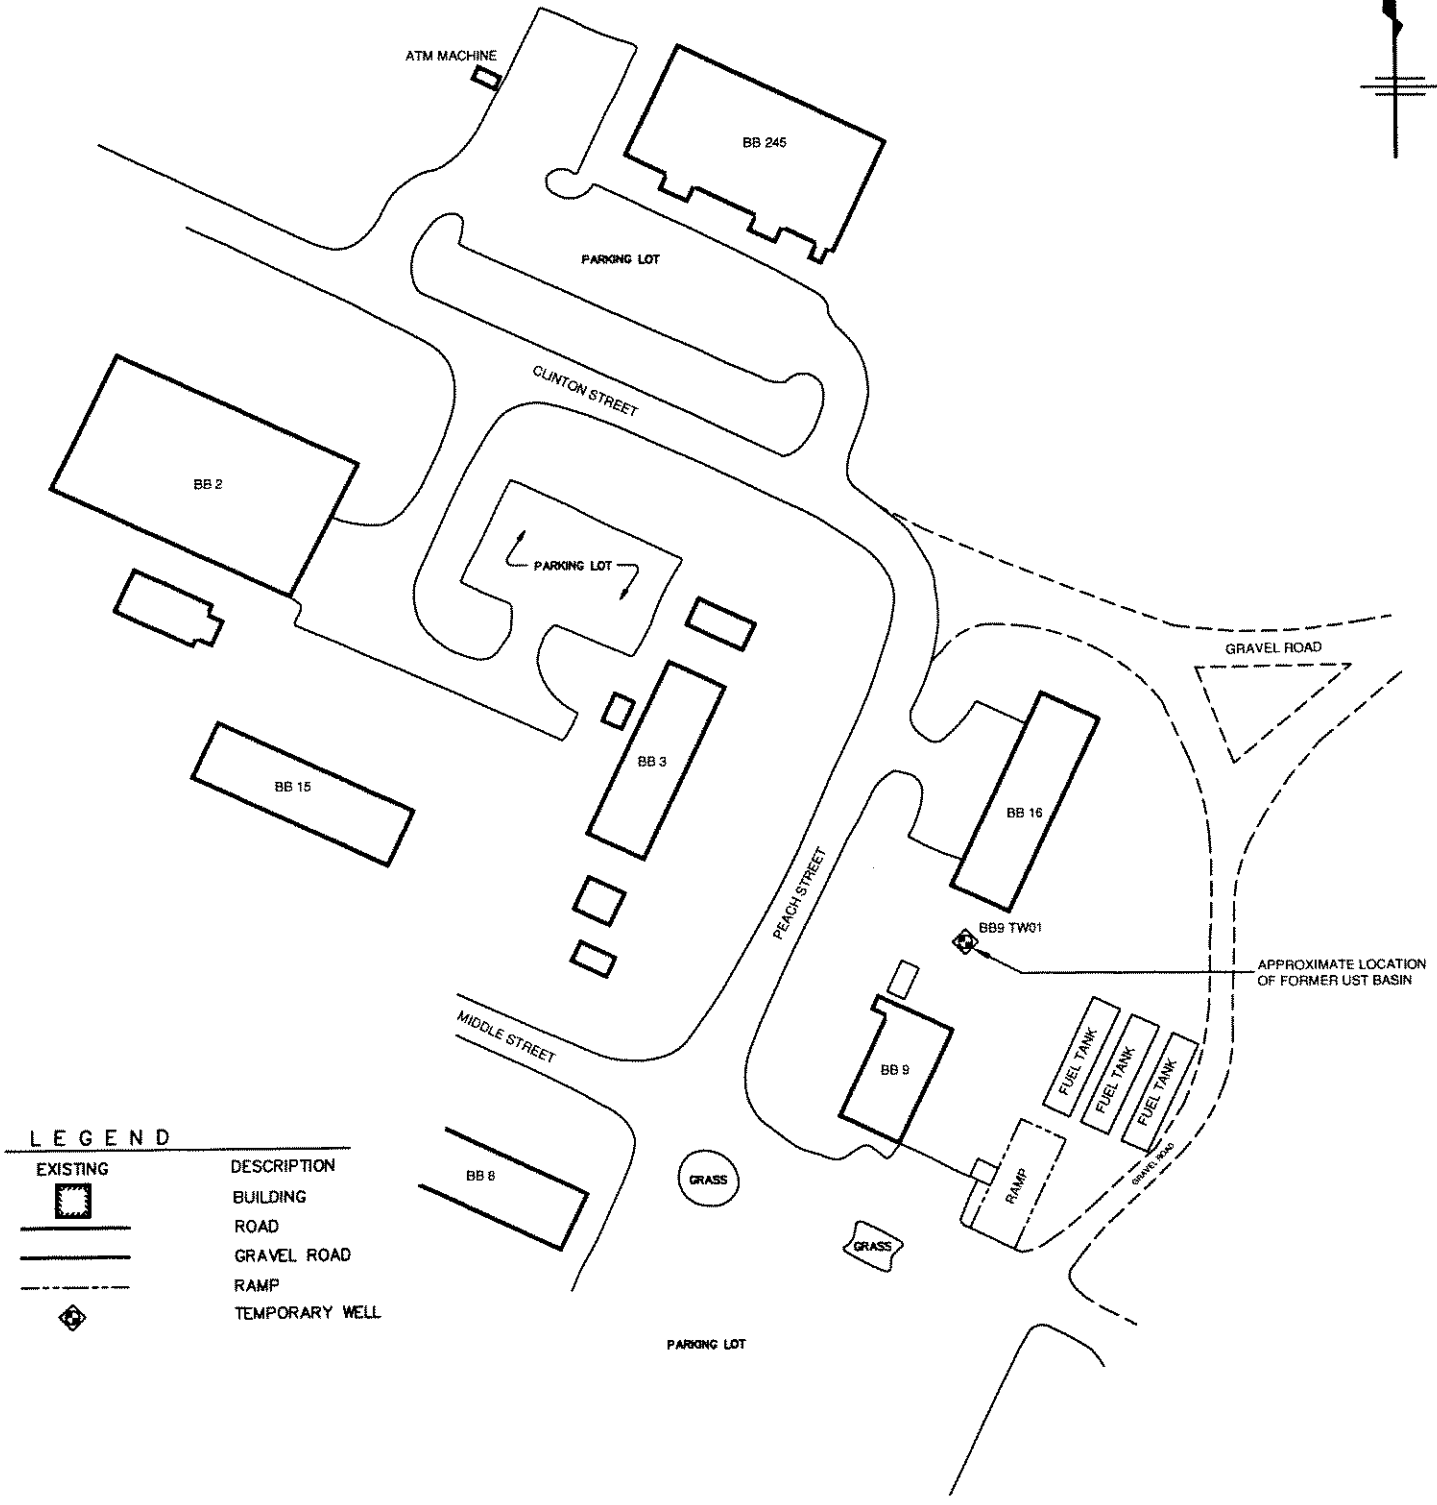 ATM MACHINE
BB 245
PARKING LOT
CLINTON STREET
BB 2
PARKING LOT
GRAVEL ROAD
BB 3
BB 15
BB 16
PEACH STREET
BB9 TW01
APPROXIMATE LOCATION
OF FORMER UST BASIN
MIDDLE STREET
FUEL TANK
FUEL TANK
FUEL TANK
BB 9
GRAVEL ROAD
RAMP
BB 8
GRASS
GRASS
PARKING LOT
LEGEND
EXISTING DESCRIPTION
BUILDING
ROAD
GRAVEL ROAD
RAMP
TEMPORARY WELL